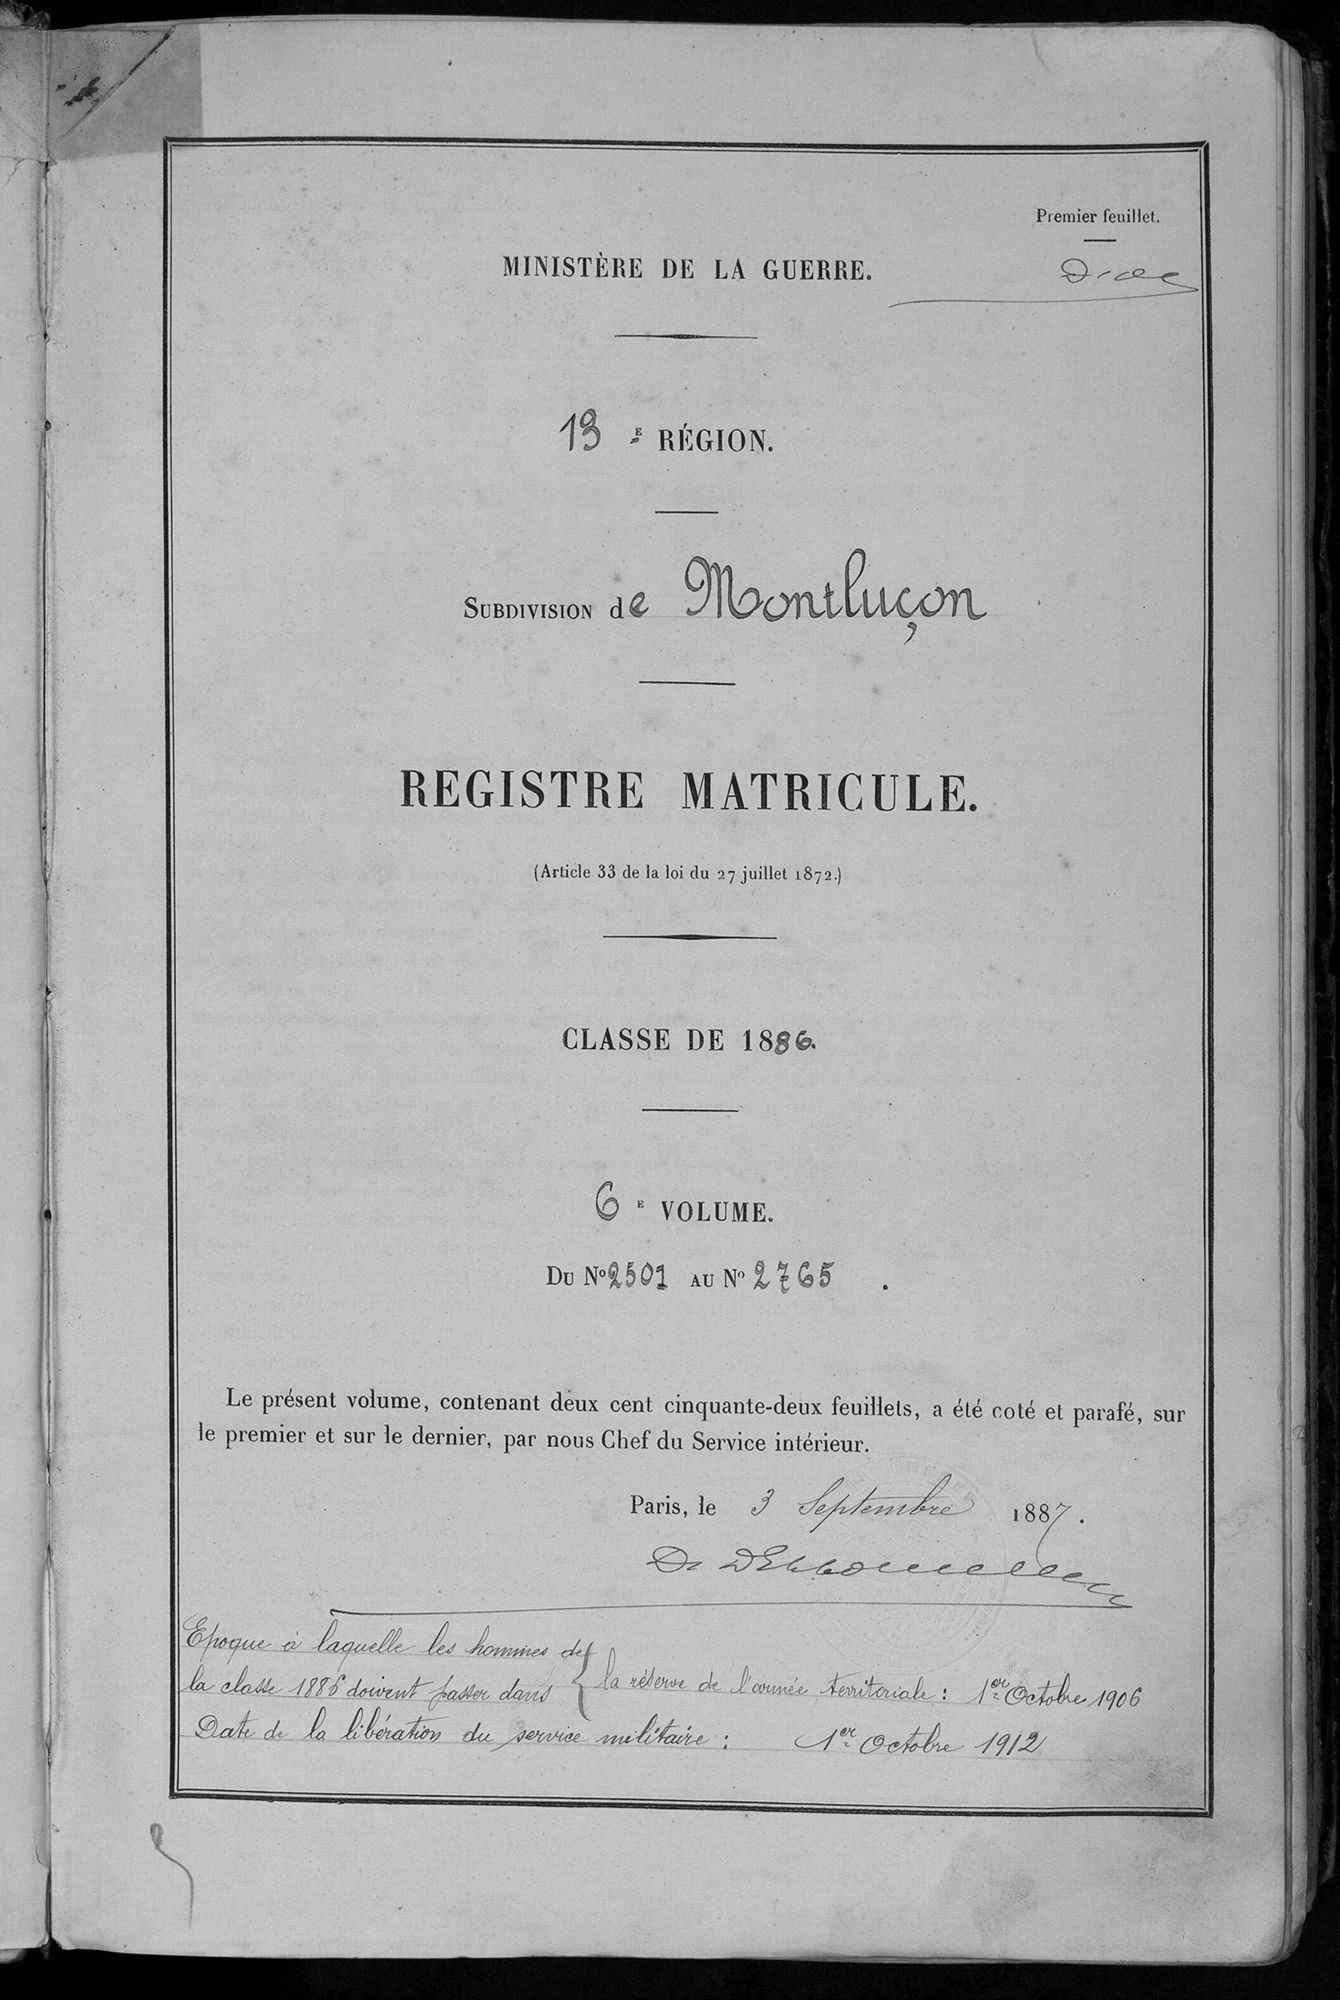 Premier feuillet.
MINISTÈRE DE LA GUERRE.
13 E RÉGION.
SUBDIVISION de Montluçon
REGISTRE MATRICULE.
(Article 33 de la loi du 27 juillet 1872.)
CLASSE DE 1886.
6 E VOLUME.
DU No 2501 AU No 2765 .
Le présent volume, contenant deux cent cinquante-deux feuillets, a été coté et parafé, sur
le premier et sur le dernier, par nous Chef du Service intérieur.
Paris, le 3 Septembre 1887.
Epoque à laquelle les hommes de
la classe 1886 doivent passer dans { la réserve de l'armée territoriale : 1er Octobre 1906
Date de la libération du service militaire : 1er Octobre 1912